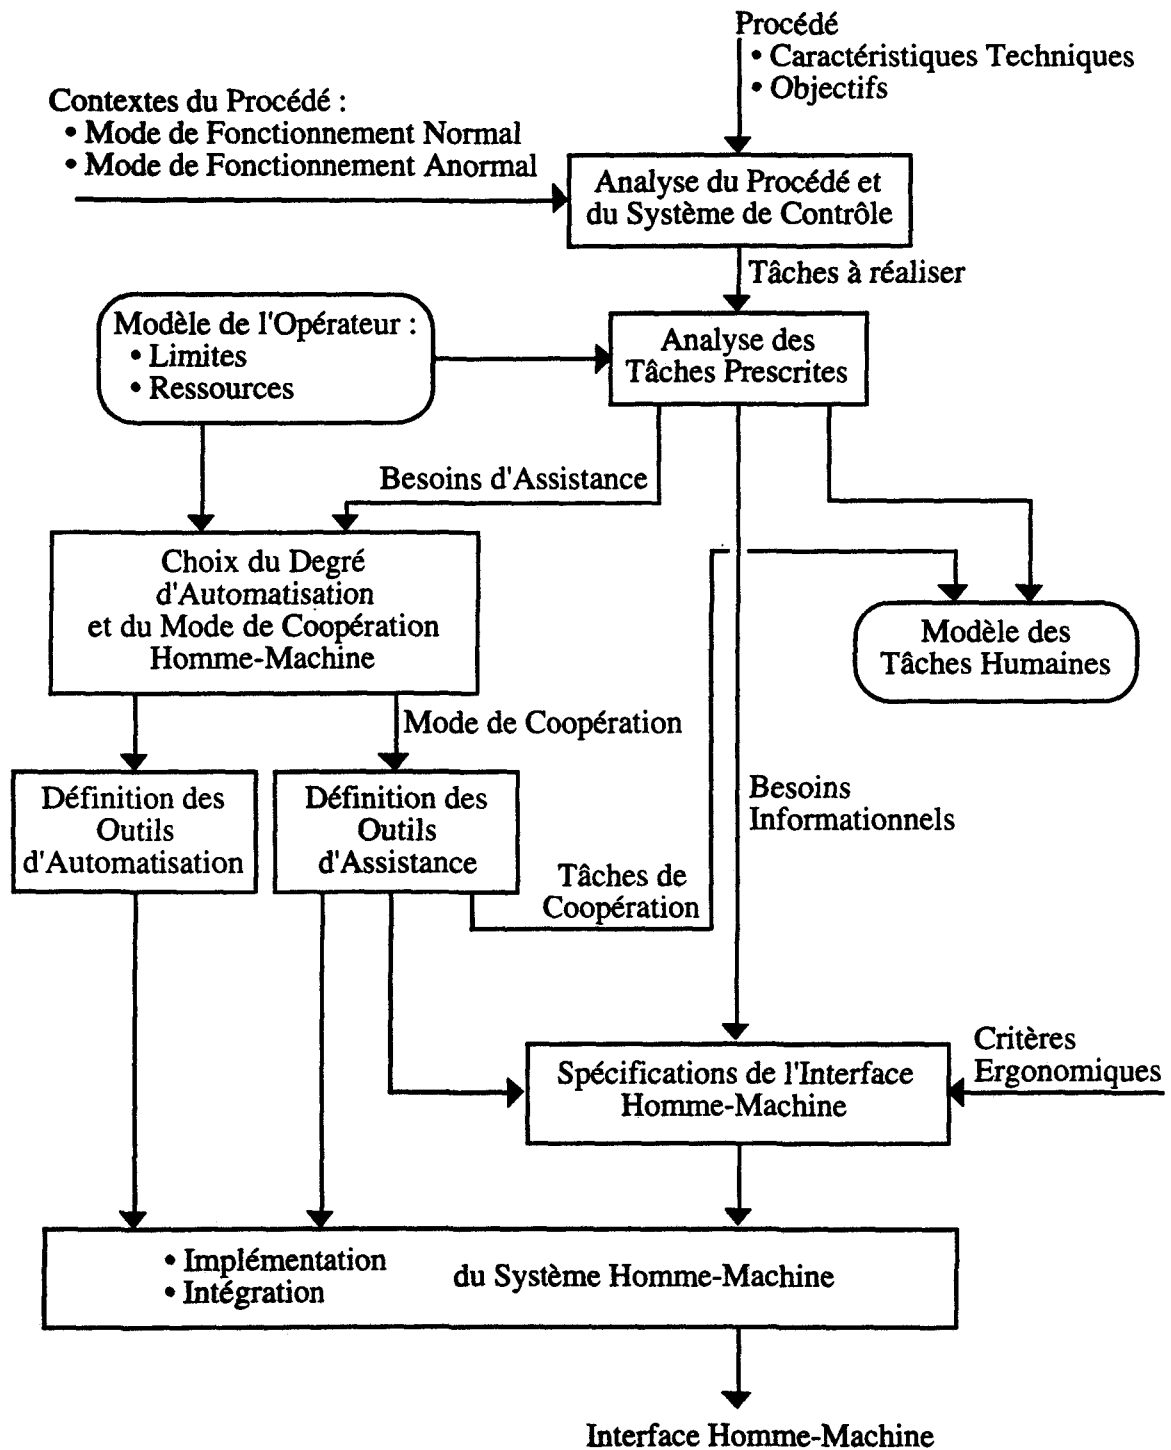 Procédé
• Caractéristiques Techniques
• Objectifs
Contextes du Procédé :
• Mode de Fonctionnement Normal
• Mode de Fonctionnement Anormal
Analyse du Procédé et
du Système de Contrôle
Tâches à réaliser
Modèle de l'Opérateur :
• Limites
• Ressources
Analyse des
Tâches Prescrites
Besoins d'Assistance
Choix du Degré
d'Automatisation
et du Mode de Coopération
Homme-Machine
Modèle des
Tâches Humaines
Mode de Coopération
Définition des
Outils
d'Automatisation
Définition des
Outils
d'Assistance
Besoins
Informationnels
Tâches de
Coopération
Critères
Ergonomiques
Spécifications de l'Interface
Homme-Machine
• Implémentation
• Intégration
du Système Homme-Machine
Interface Homme-Machine